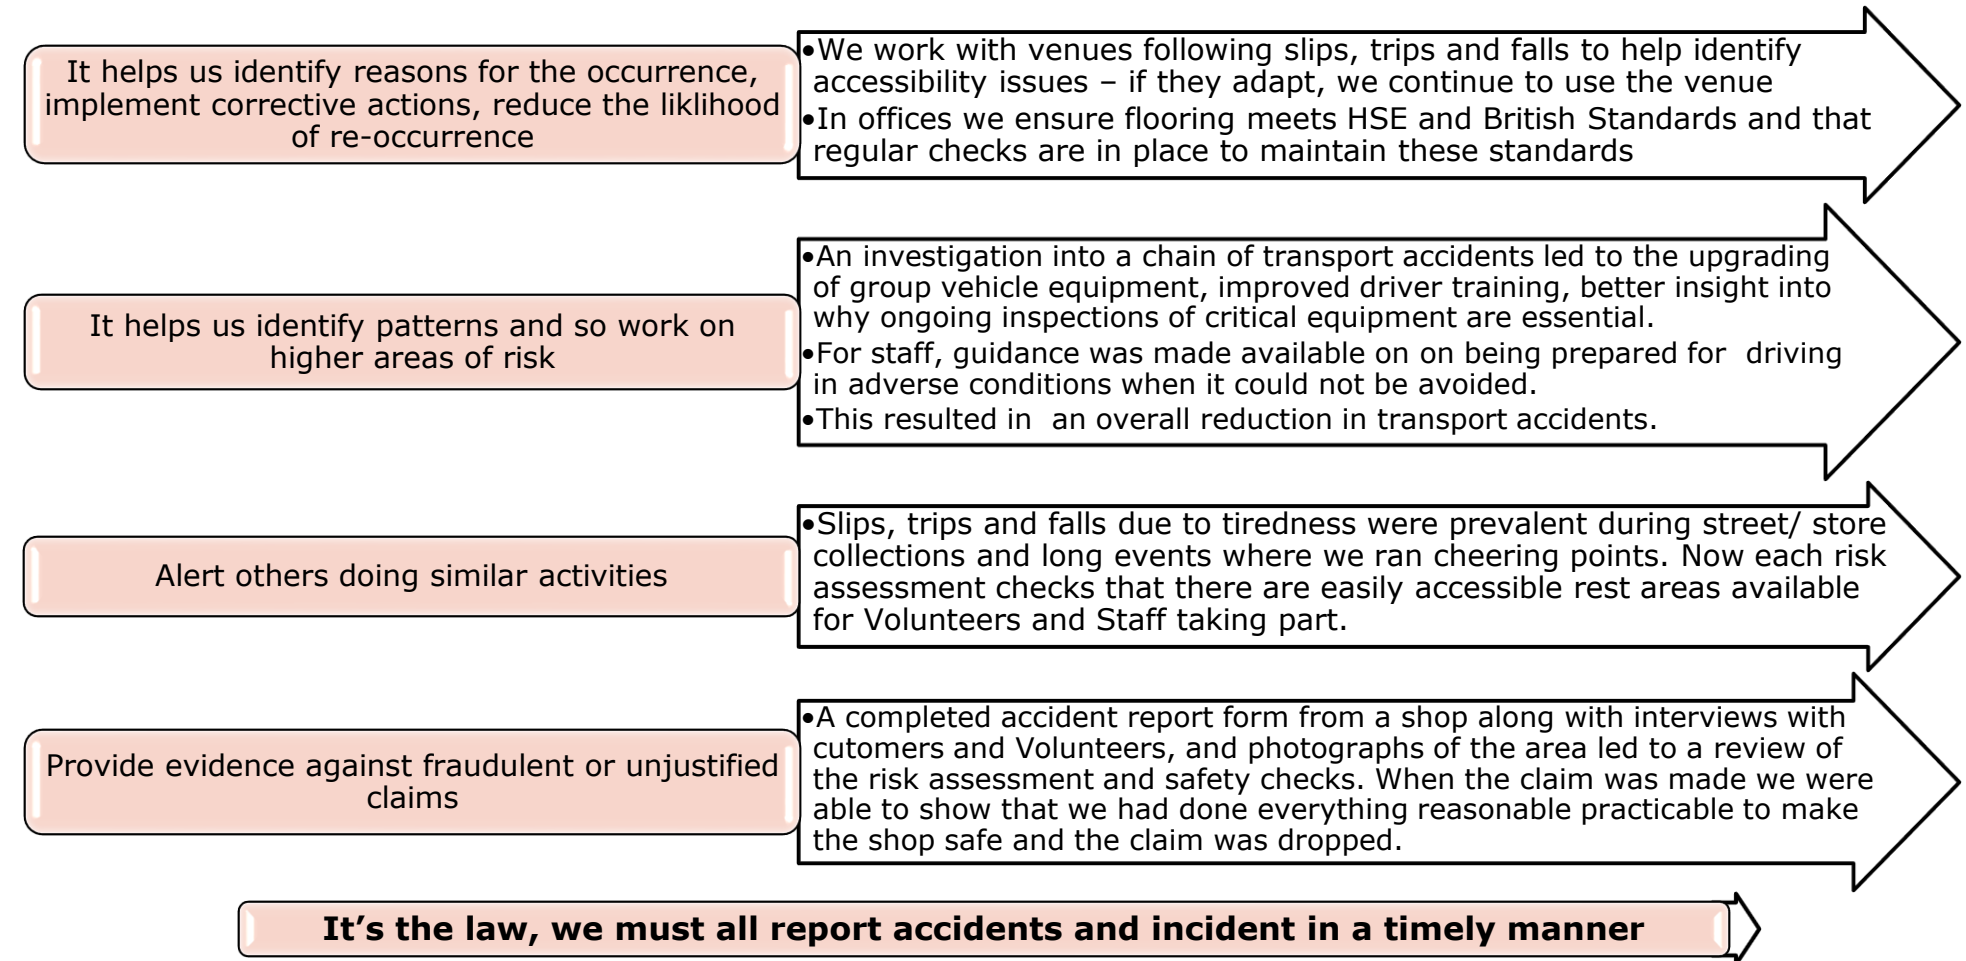 It helps us identify reasons for the occurrence,
implement corrective actions, reduce the liklihood
of re-occurrence
•We work with venues following slips, trips and falls to help identify
accessibility issues – if they adapt, we continue to use the venue
•In offices we ensure flooring meets HSE and British Standards and that
regular checks are in place to maintain these standards
It helps us identify patterns and so work on
higher areas of risk
•An investigation into a chain of transport accidents led to the upgrading
of group vehicle equipment, improved driver training, better insight into
why ongoing inspections of critical equipment are essential.
•For staff, guidance was made available on on being prepared for  driving
in adverse conditions when it could not be avoided.
•This resulted in  an overall reduction in transport accidents.
Alert others doing similar activities
•Slips, trips and falls due to tiredness were prevalent during street/ store
collections and long events where we ran cheering points. Now each risk
assessment checks that there are easily accessible rest areas available
for Volunteers and Staff taking part.
Provide evidence against fraudulent or unjustified
claims
•A completed accident report form from a shop along with interviews with
cutomers and Volunteers, and photographs of the area led to a review of
the risk assessment and safety checks. When the claim was made we were
able to show that we had done everything reasonable practicable to make
the shop safe and the claim was dropped.
It’s the law, we must all report accidents and incident in a timely manner